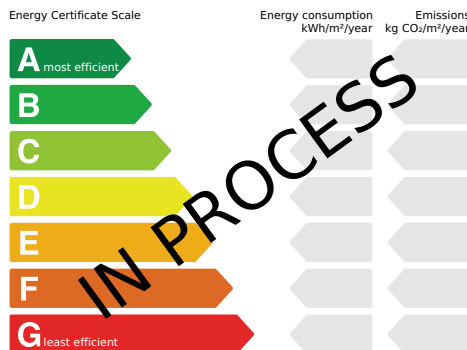 Energy Certificate Scale
Energy consumption
kWh/m²/year
Emissions
kg CO₂/m²/year
A most efficient
B
C
D
E
F
G least efficient
IN PROCESS